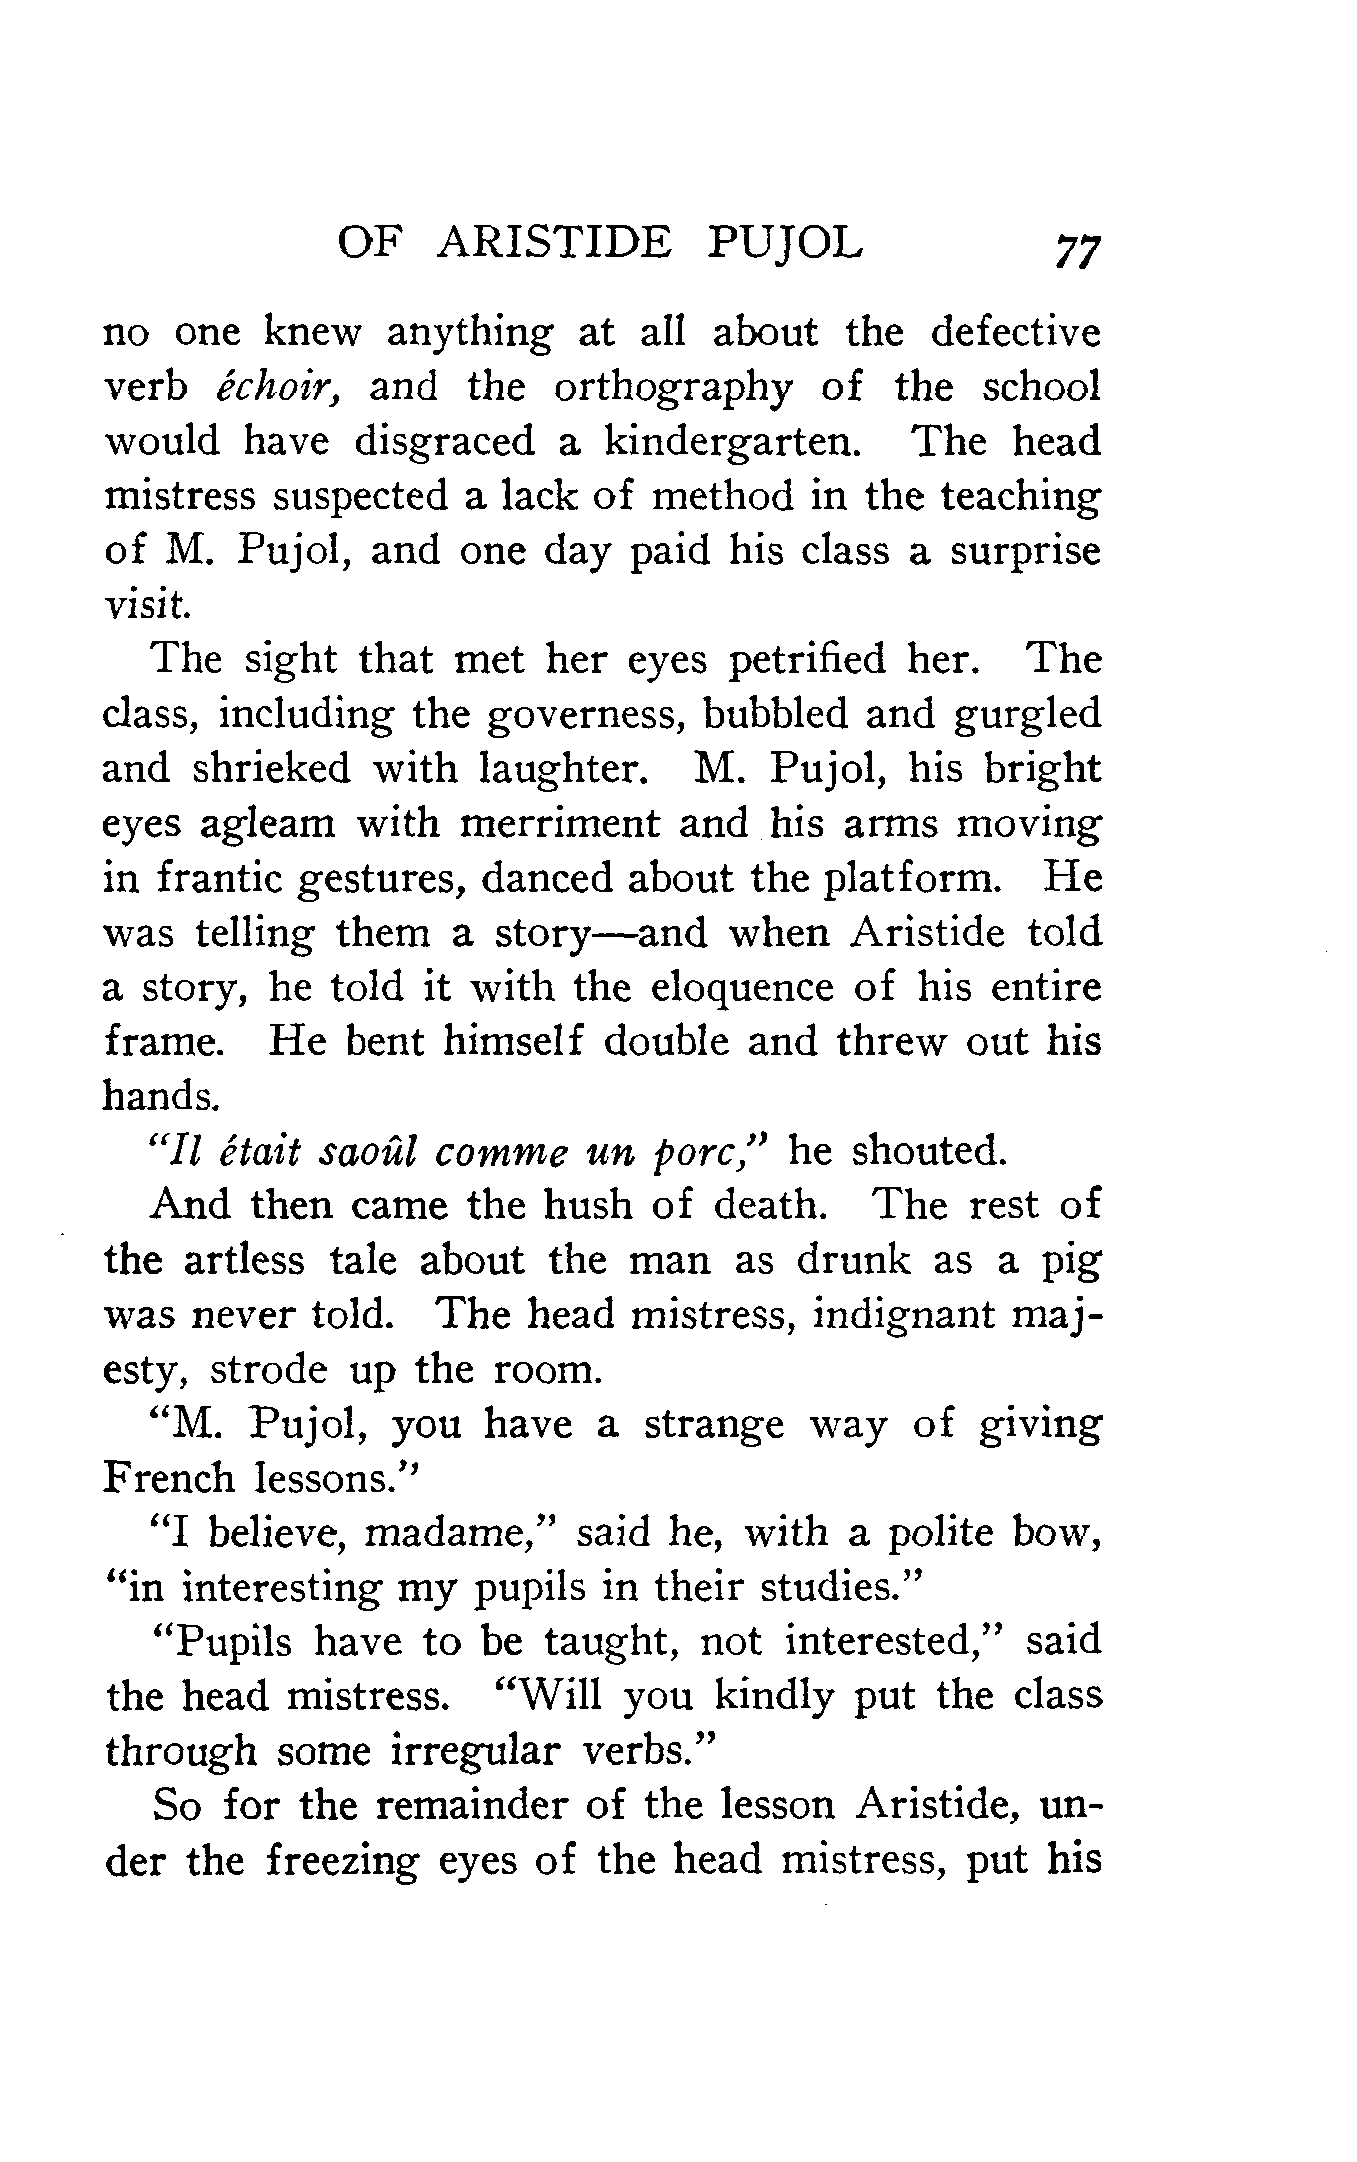 OF ARISTIDE PUJOL 77
no one knew anything at all about the defective
verb échoir, and the orthography of the school
would have disgraced a kindergarten. The head
mistress suspected a lack of method in the teaching
of M. Pujol, and one day paid his class a surprise
visit.
The sight that met her eyes petrified her. The
class, including the governess, bubbled and gurgled
and shrieked with laughter. M. Pujol, his bright
eyes agleam with merriment and his arms moving
in frantic gestures, danced about the platform. He
was telling them a story—and when Aristide told
a story, he told it with the eloquence of his entire
frame. He bent himself double and threw out his
hands.
“Il était saoûl comme un porc,” he shouted.
And then came the hush of death. The rest of
the artless tale about the man as drunk as a pig
was never told. The head mistress, indignant maj-
esty, strode up the room.
“M. Pujol, you have a strange way of giving
French lessons.”
“I believe, madame,” said he, with a polite bow,
“in interesting my pupils in their studies.”
“Pupils have to be taught, not interested,” said
the head mistress. “Will you kindly put the class
through some irregular verbs.”
So for the remainder of the lesson Aristide, un-
der the freezing eyes of the head mistress, put his